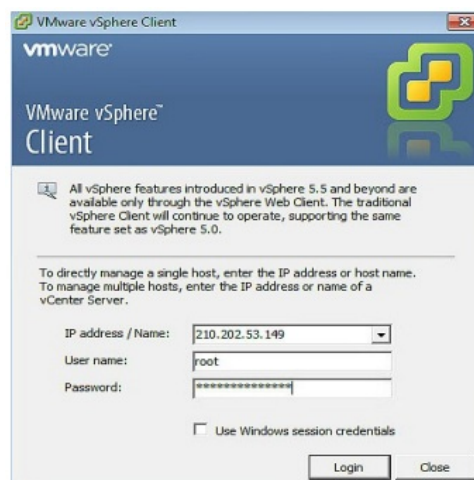 VMware vSphere Client
vmware®
VMware vSphere™
Client
All vSphere features introduced in vSphere 5.5 and beyond are
available only through the vSphere Web Client. The traditional
vSphere Client will continue to operate, supporting the same
feature set as vSphere 5.0.
To directly manage a single host, enter the IP address or host name.
To manage multiple hosts, enter the IP address or name of a
vCenter Server.
IP address / Name: 210.202.53.149
User name: root
Password: **************
Use Windows session credentials
Login Close